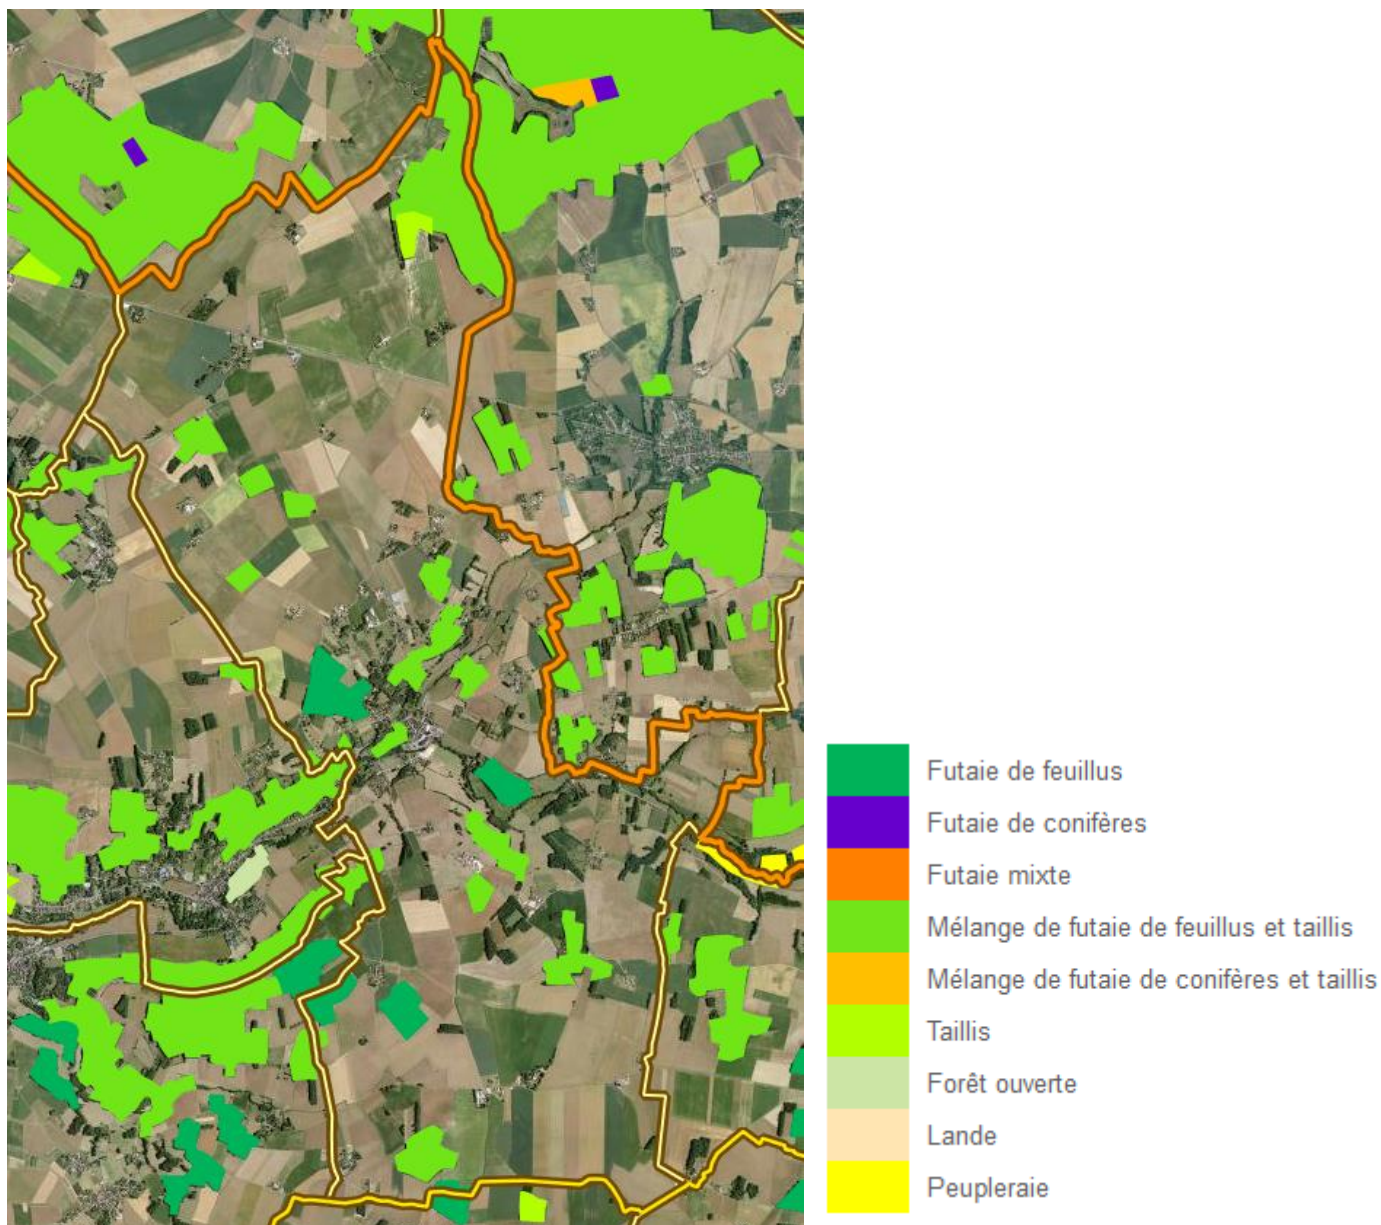 Futaie de feuillus
Futaie de conifères
Futaie mixte
Mélange de futaie de feuillus et taillis
Mélange de futaie de conifères et taillis
Taillis
Forêt ouverte
Lande
Peupleraie